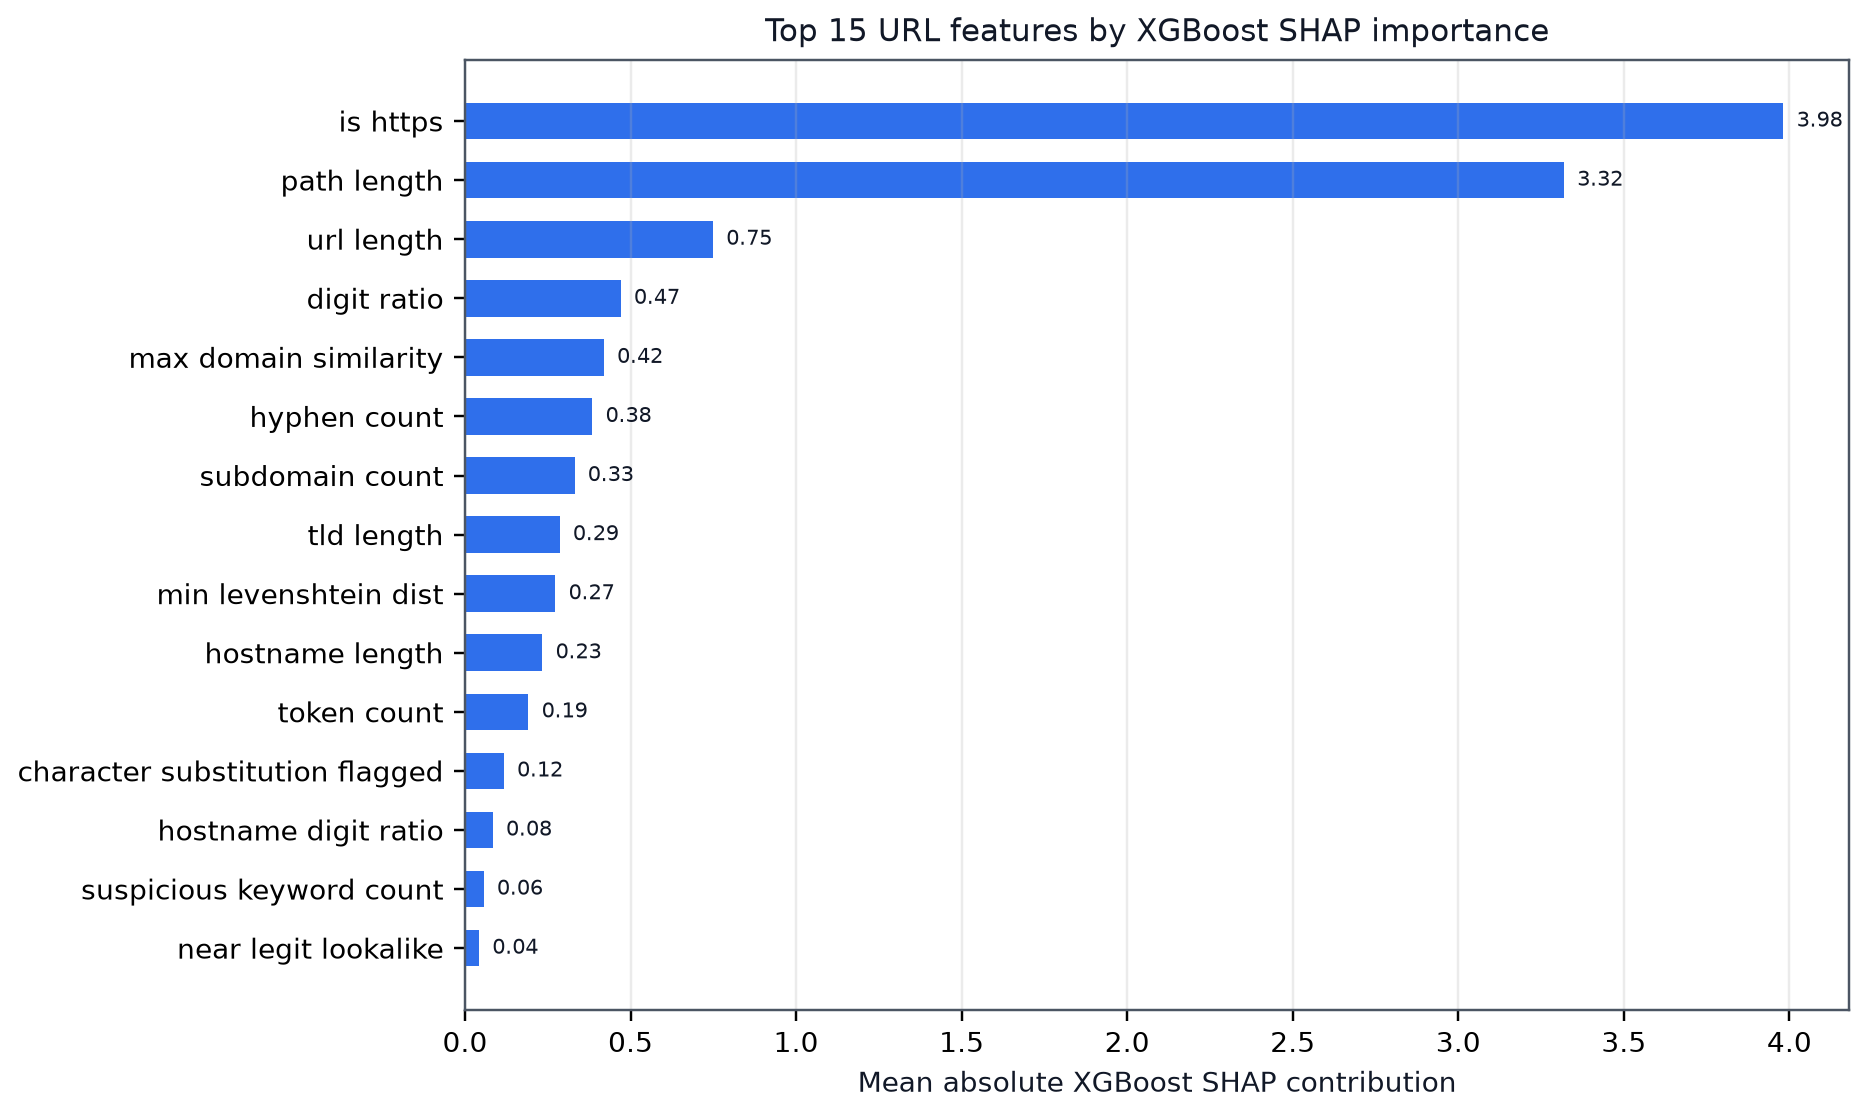 Top 15 URL features by XGBoost SHAP importance
is https 3.98
path length 3.32
url length 0.75
digit ratio 0.47
max domain similarity 0.42
hyphen count 0.38
subdomain count 0.33
tld length 0.29
min levenshtein dist 0.27
hostname length 0.23
token count 0.19
character substitution flagged 0.12
hostname digit ratio 0.08
suspicious keyword count 0.06
near legit lookalike 0.04
0.0 0.5 1.0 1.5 2.0 2.5 3.0 3.5 4.0
Mean absolute XGBoost SHAP contribution